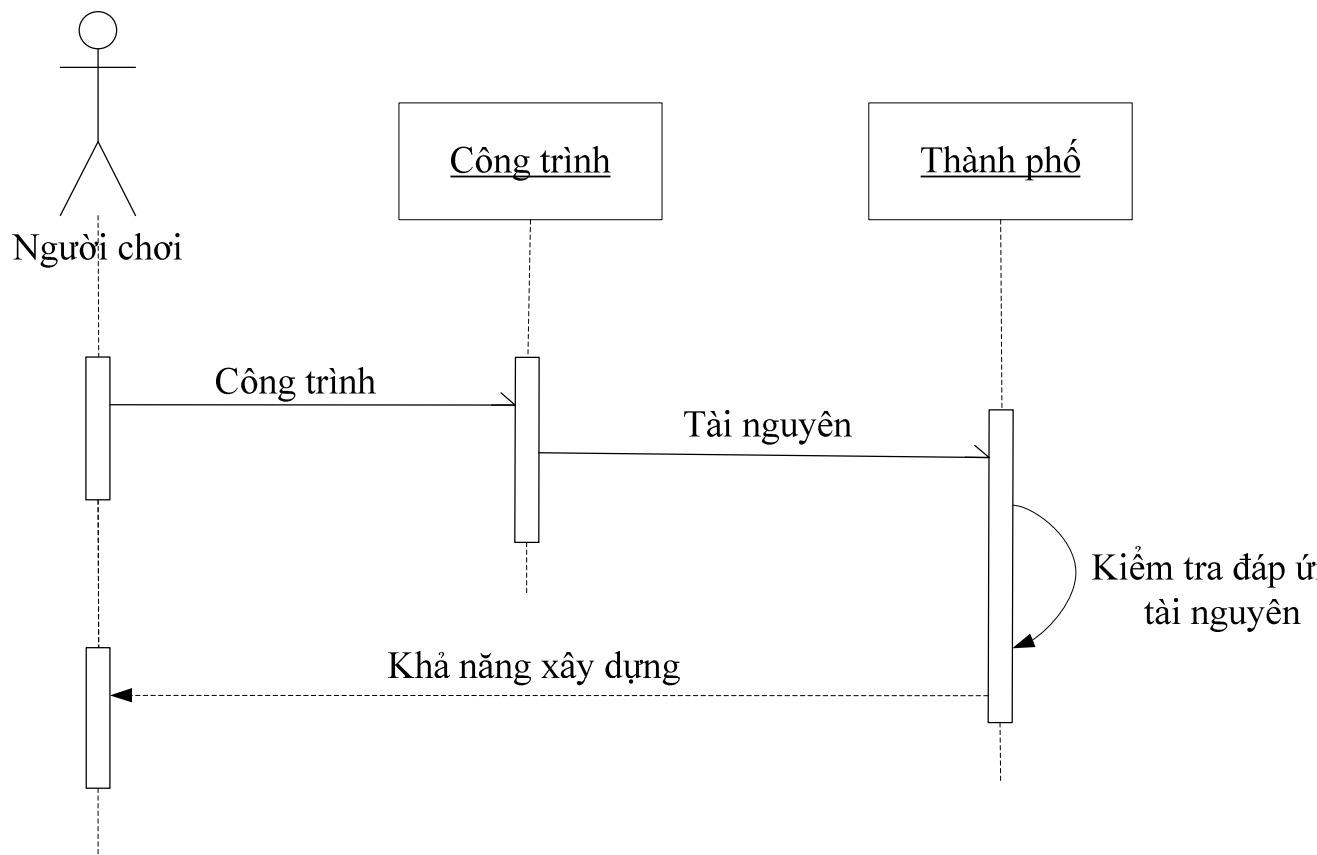 Công trình
Thành phố
Người chơi
Công trình
Tài nguyên
Kiểm tra đáp
tài nguyên
Khả năng xây dựng